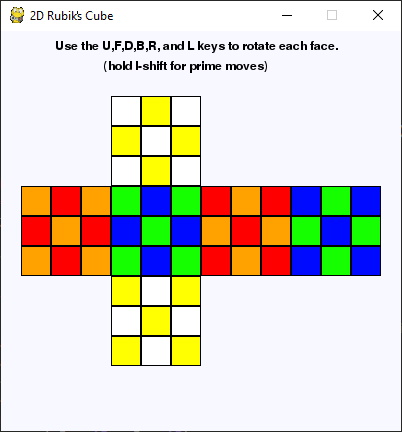 2D Rubik's Cube
Use the U,F,D,B,R, and L keys to rotate each face.
(hold l-shift for prime moves)